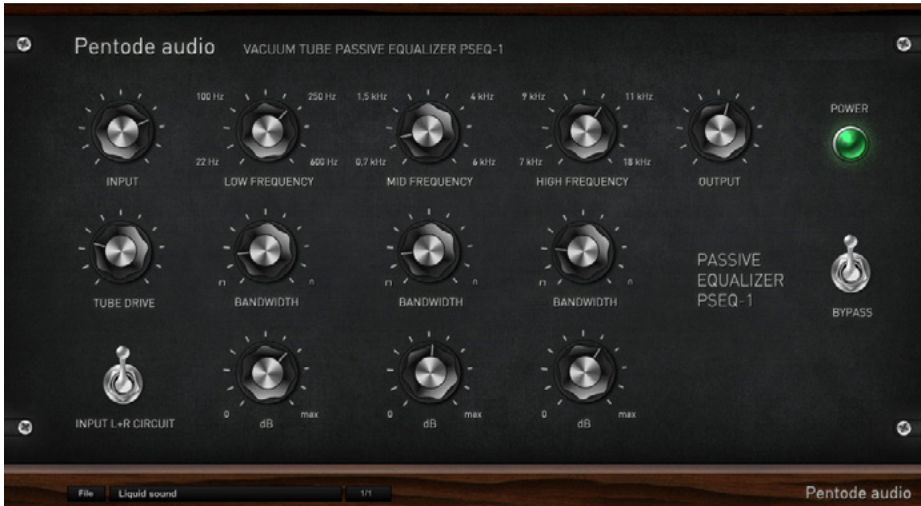 Pentode audio VACUUM TUBE PASSIVE EQUALIZER PSEQ-1
100 Hz 250 Hz 1,5 kHz 4 kHz 9 kHz 11 kHz
POWER
22 Hz 600 Hz 0,7 kHz 6 kHz 7 kHz 18 kHz
INPUT LOW FREQUENCY MID FREQUENCY HIGH FREQUENCY OUTPUT
PASSIVE
EQUALIZER
PSEQ-1
TUBE DRIVE BANDWIDTH BANDWIDTH BANDWIDTH
BYPASS
0 max 0 max 0 max
INPUT L+R CIRCUIT dB dB dB
File Liquid sound 1/1
Pentode audio